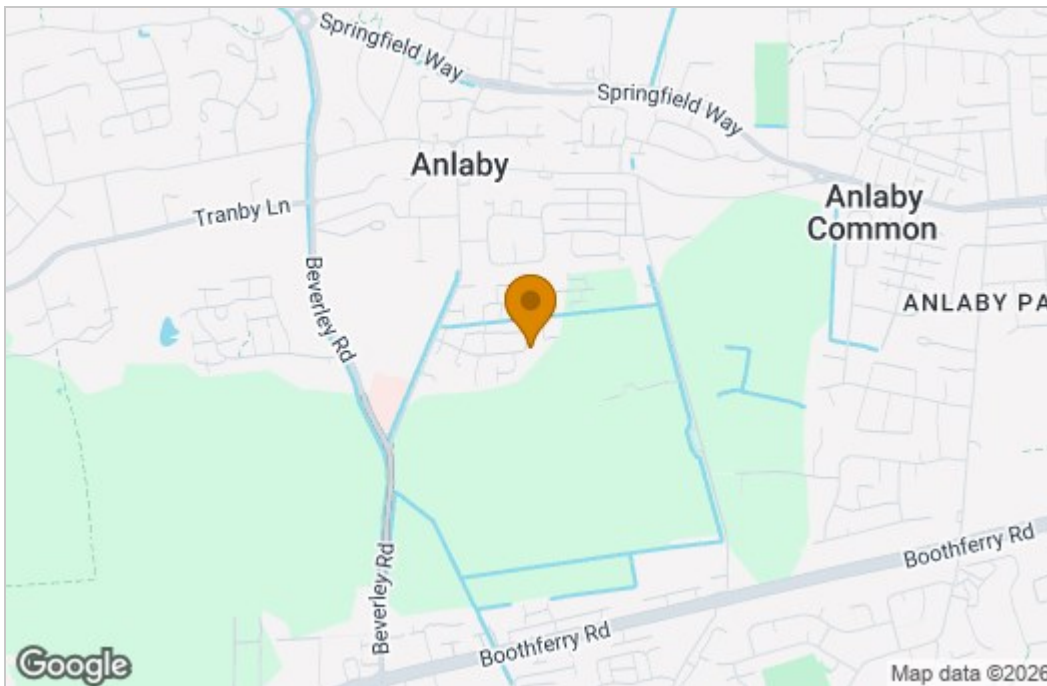 Springfield Way
Springfield Way
Anlaby
Anlaby
Common
Tranby Ln
Beverley Rd
ANLABY PA
Beverley Rd
Boothferry Rd
Boothferry Rd
Google
Map data ©2026